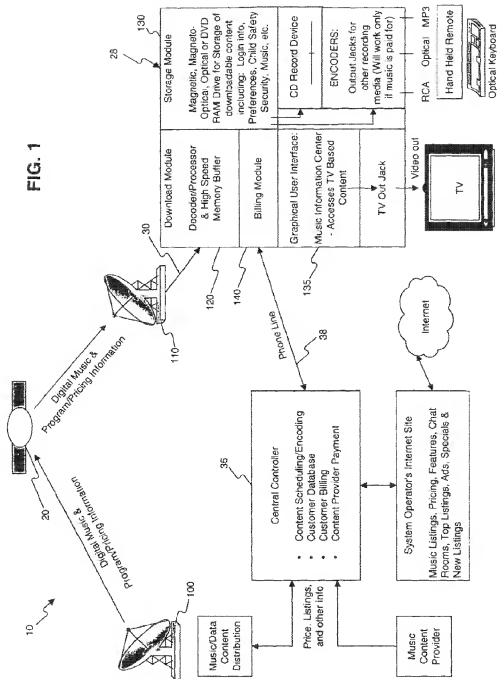 FIG. 1
10
20
28
30
Digital Music &
Program/Pricing Information
Digital Music &
Program/Pricing Information
100
110
120
140
135
130
Download Module
Docoder/Processor
& High Speed
Memory Buffer
Billing Module
Graphical User Interface:
Music Information Center
- Accesses TV Based
Content
TV Out Jack
Video out
TV
Storage Module
Magnetic, Magneto-
Optical, Optical or DVD
RAM Drive for Storage of
downloadable content
including: Login info,
Preferences, Child Safety
Security, Music, etc.
CD Record Device
ENCODERS:
Output Jacks for
other recording
media (Will work only
if music is paid for)
RCA
Optical
MP3
Hand Held Remote
Optical Keyboard
Phone Line
38
36
Central Controller
• Content Scheduling/Encoding
• Customer Database
• Customer Billing
• Content Provider Payment
Music/Data
Content
Distribution
Price, Listings,
and other Info
Music
Content
Provider
System Operator's Internet Site
Music Listings, Pricing, Features, Chat
Rooms, Top Listings, Ads, Specials &
New Listings
Internet